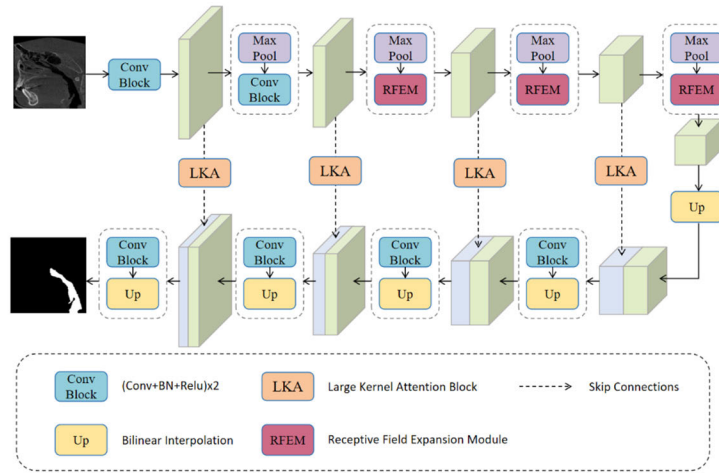 Conv
Block
Max
Pool
Conv
Block
Max
Pool
RFEM
Max
Pool
RFEM
Max
Pool
RFEM
LKA
LKA
LKA
LKA
Up
Conv
Block
Up
Conv
Block
Up
Conv
Block
Up
Conv
Block
Up
Conv
Block
(Conv+BN+Relu)x2
LKA
Large Kernel Attention Block
Skip Connections
Up
Bilinear Interpolation
RFEM
Receptive Field Expansion Module